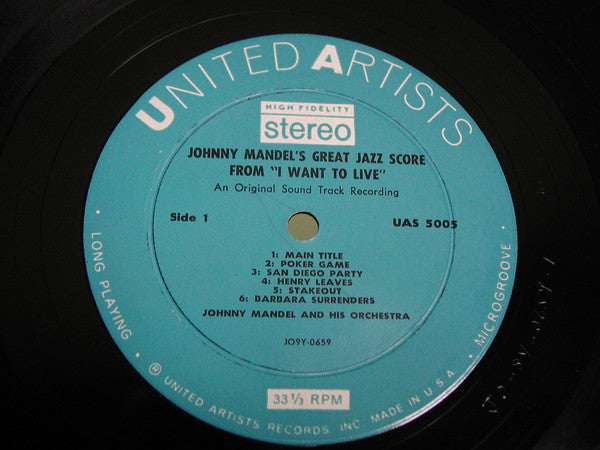 UNITED ARTISTS
HIGH FIDELITY
stereo
JOHNNY MANDEL'S GREAT JAZZ SCORE
FROM "I WANT TO LIVE"
An Original Sound Track Recording
Side 1
UAS 5005
1: MAIN TITLE
2: POKER GAME
3: SAN DIEGO PARTY
4: HENRY LEAVES
5: STAKEOUT
6: BARBARA SURRENDERS
JOHNNY MANDEL AND HIS ORCHESTRA
JO9Y-0659
33 1/3 RPM
• LONG PLAYING • ® UNITED ARTISTS RECORDS INC. MADE IN U.S.A. • MICROGROOVE •